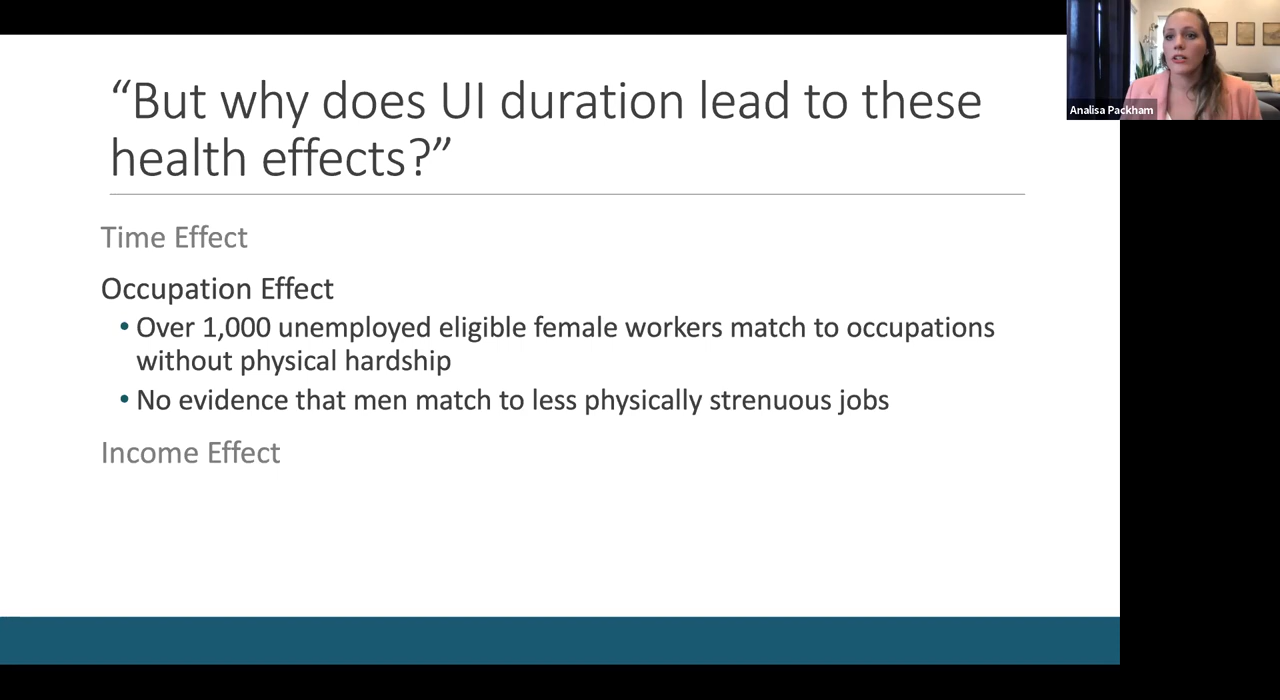 “But why does UI duration lead to these
health effects?”
Time Effect
Occupation Effect
• Over 1,000 unemployed eligible female workers match to occupations
without physical hardship
• No evidence that men match to less physically strenuous jobs
Income Effect
Analisa Packham